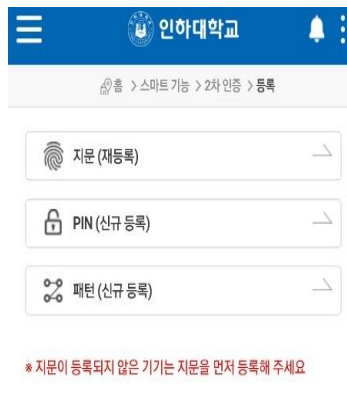 인하대학교
홈 > 스마트 기능 > 2차 인증 > 등록
지문 (재등록)
PIN (신규 등록)
패턴 (신규 등록)
* 지문이 등록되지 않은 기기는 지문을 먼저 등록해 주세요